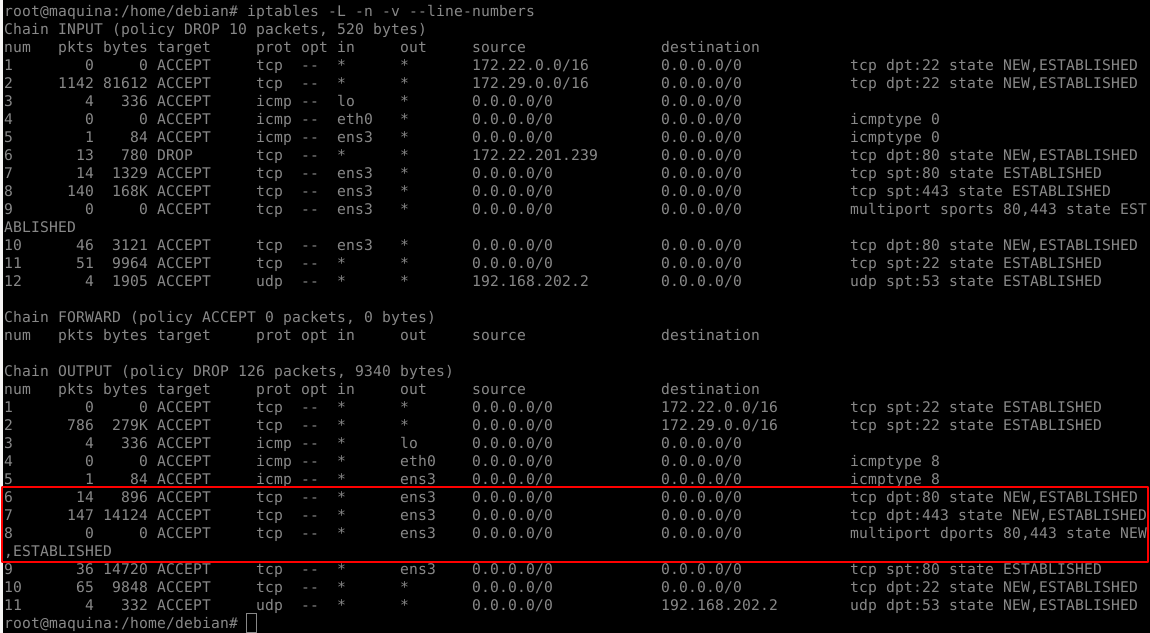 root@maquina:/home/debian# iptables -L -n -v --line-numbers
Chain INPUT (policy DROP 10 packets, 520 bytes)
num   pkts bytes target     prot opt in     out     source               destination
1        0     0 ACCEPT     tcp  --  *      *       172.22.0.0/16        0.0.0.0/0            tcp dpt:22 state NEW,ESTABLISHED
2     1142 81612 ACCEPT     tcp  --  *      *       172.29.0.0/16        0.0.0.0/0            tcp dpt:22 state NEW,ESTABLISHED
3        4   336 ACCEPT     icmp --  lo     *       0.0.0.0/0            0.0.0.0/0
4        0     0 ACCEPT     icmp --  eth0   *       0.0.0.0/0            0.0.0.0/0            icmptype 0
5        1    84 ACCEPT     icmp --  ens3   *       0.0.0.0/0            0.0.0.0/0            icmptype 0
6       13   780 DROP       tcp  --  *      *       172.22.201.239       0.0.0.0/0            tcp dpt:80 state NEW,ESTABLISHED
7       14  1329 ACCEPT     tcp  --  ens3   *       0.0.0.0/0            0.0.0.0/0            tcp spt:80 state ESTABLISHED
8      140  168K ACCEPT     tcp  --  ens3   *       0.0.0.0/0            0.0.0.0/0            tcp spt:443 state ESTABLISHED
9        0     0 ACCEPT     tcp  --  ens3   *       0.0.0.0/0            0.0.0.0/0            multiport sports 80,443 state EST
ABLISHED
10      46  3121 ACCEPT     tcp  --  ens3   *       0.0.0.0/0            0.0.0.0/0            tcp dpt:80 state NEW,ESTABLISHED
11      51  9964 ACCEPT     tcp  --  *      *       0.0.0.0/0            0.0.0.0/0            tcp spt:22 state ESTABLISHED
12       4  1905 ACCEPT     udp  --  *      *       192.168.202.2        0.0.0.0/0            udp spt:53 state ESTABLISHED
Chain FORWARD (policy ACCEPT 0 packets, 0 bytes)
num   pkts bytes target     prot opt in     out     source               destination
Chain OUTPUT (policy DROP 126 packets, 9340 bytes)
num   pkts bytes target     prot opt in     out     source               destination
1        0     0 ACCEPT     tcp  --  *      *       0.0.0.0/0            172.22.0.0/16        tcp spt:22 state ESTABLISHED
2      786  279K ACCEPT     tcp  --  *      *       0.0.0.0/0            172.29.0.0/16        tcp spt:22 state ESTABLISHED
3        4   336 ACCEPT     icmp --  *      lo      0.0.0.0/0            0.0.0.0/0
4        0     0 ACCEPT     icmp --  *      eth0    0.0.0.0/0            0.0.0.0/0            icmptype 8
5        1    84 ACCEPT     icmp --  *      ens3    0.0.0.0/0            0.0.0.0/0            icmptype 8
6       14   896 ACCEPT     tcp  --  *      ens3    0.0.0.0/0            0.0.0.0/0            tcp dpt:80 state NEW,ESTABLISHED
7      147 14124 ACCEPT     tcp  --  *      ens3    0.0.0.0/0            0.0.0.0/0            tcp dpt:443 state NEW,ESTABLISHED
8        0     0 ACCEPT     tcp  --  *      ens3    0.0.0.0/0            0.0.0.0/0            multiport dports 80,443 state NEW
,ESTABLISHED
9       36 14720 ACCEPT     tcp  --  *      ens3    0.0.0.0/0            0.0.0.0/0            tcp spt:80 state ESTABLISHED
10      65  9848 ACCEPT     tcp  --  *      *       0.0.0.0/0            0.0.0.0/0            tcp dpt:22 state NEW,ESTABLISHED
11       4   332 ACCEPT     udp  --  *      *       0.0.0.0/0            192.168.202.2        udp dpt:53 state NEW,ESTABLISHED
root@maquina:/home/debian#